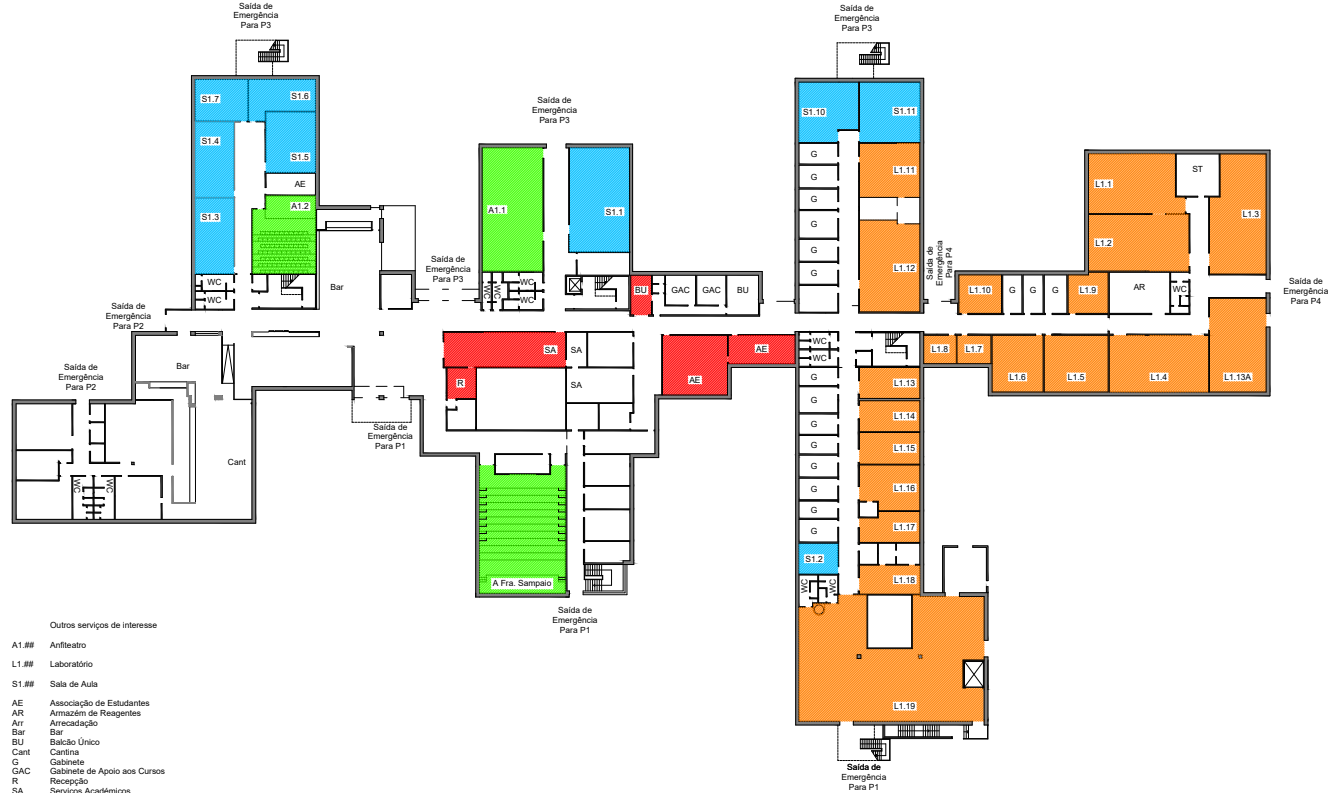 Saída de
Emergência
Para P3
Saída de
Emergência
Para P3
S1.7
S1.6
S1.4
S1.5
AE
S1.3
A1.2
WC
WC
Bar
Saída de
Emergência
Para P3
A1.1
S1.1
WC
WC
WC
WC
Saída de
Emergência
Para P3
BU
GAC
GAC
BU
S1.10
S1.11
G
G
G
G
G
G
L1.11
L1.12
Saída de
Emergência
Para P4
L1.1
ST
L1.3
L1.2
L1.10
G
G
G
L1.9
AR
WC
Saída de
Emergência
Para P4
Saída de
Emergência
Para P2
Bar
Saída de
Emergência
Para P2
Cant
WC
WC
Saída de
Emergência
Para P1
SA
SA
R
SA
AE
AE
WC
WC
L1.8
L1.7
L1.6
L1.5
L1.4
L1.13A
G
G
G
G
G
G
G
G
L1.13
L1.14
L1.15
L1.16
L1.17
S1.2
L1.18
WC
WC
A Fra. Sampaio
Saída de
Emergência
Para P1
L1.19
Saída de
Emergência
Para P1
Outros serviços de interesse
A1.## Anfiteatro
L1.## Laboratório
S1.## Sala de Aula
AE Associação de Estudantes
AR Armazém de Reagentes
Arr Arrecadação
Bar Bar
BU Balcão Único
Cant Cantina
G Gabinete
GAC Gabinete de Apoio aos Cursos
R Recepção
SA Serviços Académicos